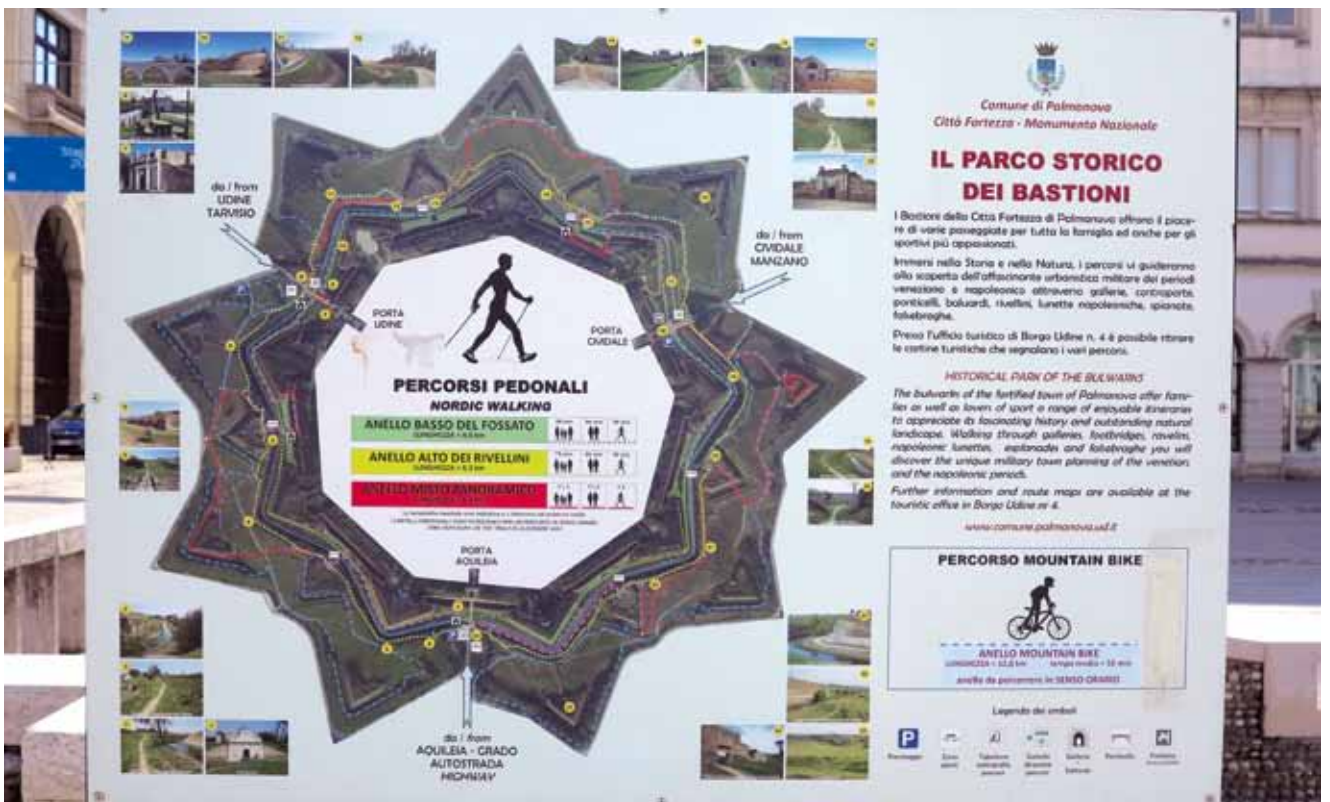 da / from
UDINE
TARVISIO
da / from
CIVIDALE
MANZANO
PORTA
UDINE
PORTA
CIVIDALE
PERCORSI PEDONALI
NORDIC WALKING
ANELLO BASSO DEL FOSSATO
ANELLO ALTO DEI RIVELLINI
ANELLO MISTO PANORAMICO
PORTA
AQUILEIA
da / from
AQUILEIA - GRADO
AUTOSTRADA
HIGHWAY
Comune di Palmanova
Città Fortezza - Monumento Nazionale
IL PARCO STORICO
DEI BASTIONI
I Bastioni della Città Fortezza di Palmanova offrono il piace-
re di varie passeggiate per tutta la famiglia ed anche per gli
sportivi più appassionati.
Immersi nella Storia e nella Natura, i percorsi vi guideranno
alla scoperta dell'affascinante urbanistica militare dei periodi
veneziano e napoleonico attraverso gallerie, controporte,
ponticelli, baluardi, rivellini, lunette napoleoniche, spianate,
falsebraghe.
Presso l'ufficio turistico di Borgo Udine n. 4 è possibile ritirare
le cartine turistiche che segnalano i vari percorsi.
HISTORICAL PARK OF THE BULWARKS
The bulwarks of the fortified town of Palmanova offer fami-
lies as well as lovers of sport a range of enjoyable itineraries
to appreciate its fascinating history and outstanding natural
landscape. Walking through galleries, footbridges, ravelins,
napoleonic lunettes, esplanades and falsebraghe you will
discover the unique military town planning of the venetian
and the napoleonic periods.
Further information and route maps are available at the
touristic office in Borgo Udine nr 4.
www.comune.palmanova.ud.it
PERCORSO MOUNTAIN BIKE
ANELLO MOUNTAIN BIKE
anello da percorrere in SENSO ORARIO
Legenda dei simboli
P
Parcheggio